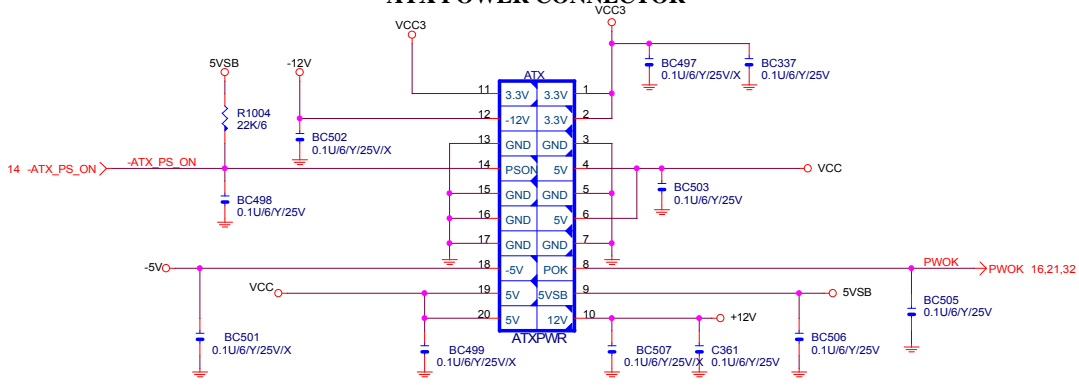 ATX POWER CONNECTOR
VCC3
VCC3
5VSB
-12V
BC497
0.1U/6/Y/25V/X
BC337
0.1U/6/Y/25V
ATX
R1004
22K/6
BC502
0.1U/6/Y/25V/X
11 3.3V 3.3V 1
12 -12V 3.3V 2
13 GND GND 3
14 -ATX_PS_ON
-ATX_PS_ON
14 PSON 5V 4
VCC
15 GND GND 5
16 GND 5V 6
17 GND GND 7
BC503
0.1U/6/Y/25V
BC498
0.1U/6/Y/25V
-5V
18 -5V POK 8
PWOK
PWOK 16,21,32
VCC
19 5V 5VSB 9
5VSB
20 5V 12V 10
+12V
ATXPWR
BC505
0.1U/6/Y/25V
BC501
0.1U/6/Y/25V/X
BC499
0.1U/6/Y/25V/X
BC507
0.1U/6/Y/25V/X
C361
0.1U/6/Y/25V
BC506
0.1U/6/Y/25V